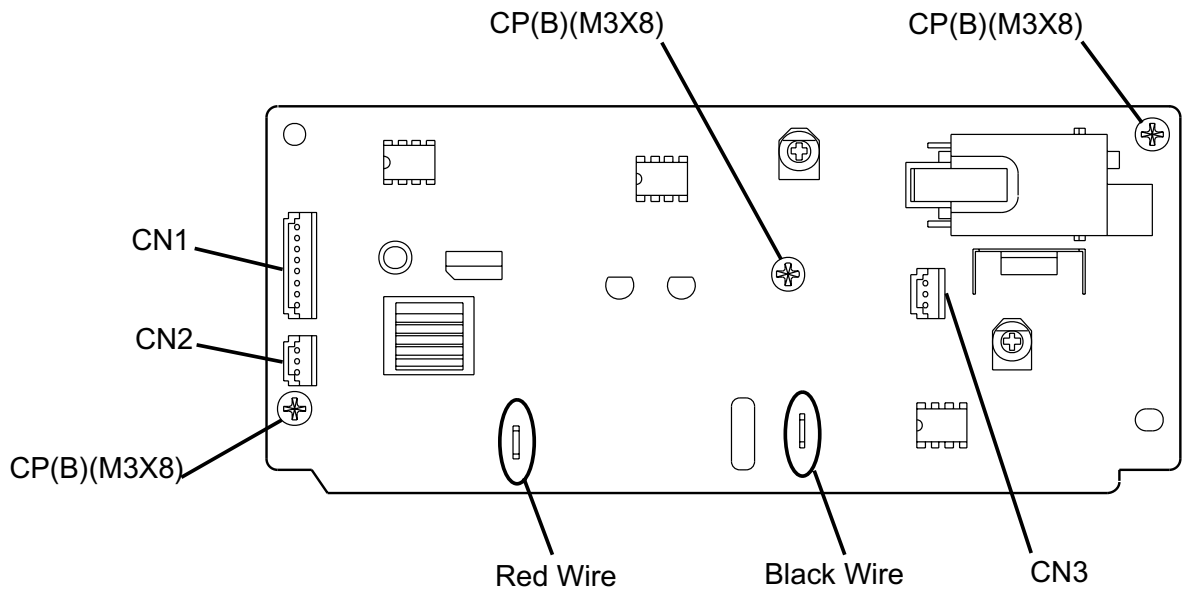 CP(B)(M3X8)
CP(B)(M3X8)
CN1
CN2
CP(B)(M3X8)
Red Wire
Black Wire
CN3